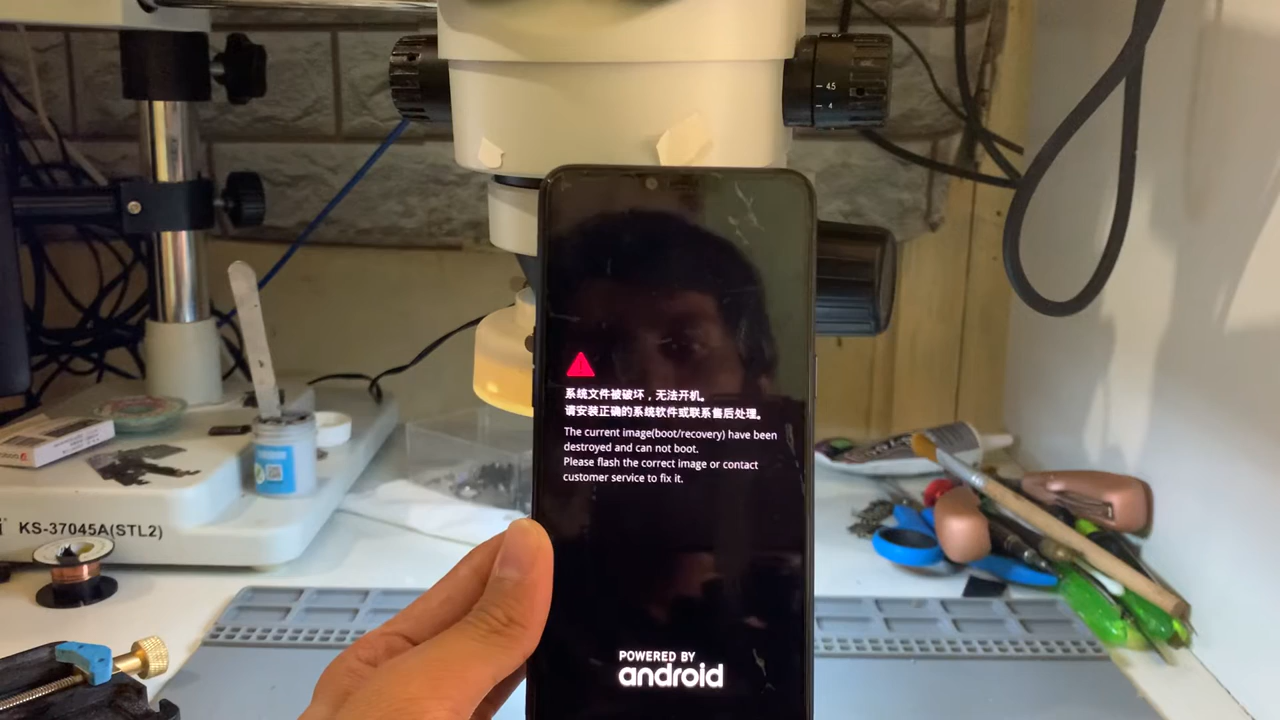 4.5
4
系统文件被破坏，无法开机。
请安装正确的系统软件或联系售后处理。
The current image(boot/recovery) have been
destroyed and can not boot.
Please flash the correct image or contact
customer service to fix it.
KS-37045A(STL2)
POWERED BY
android